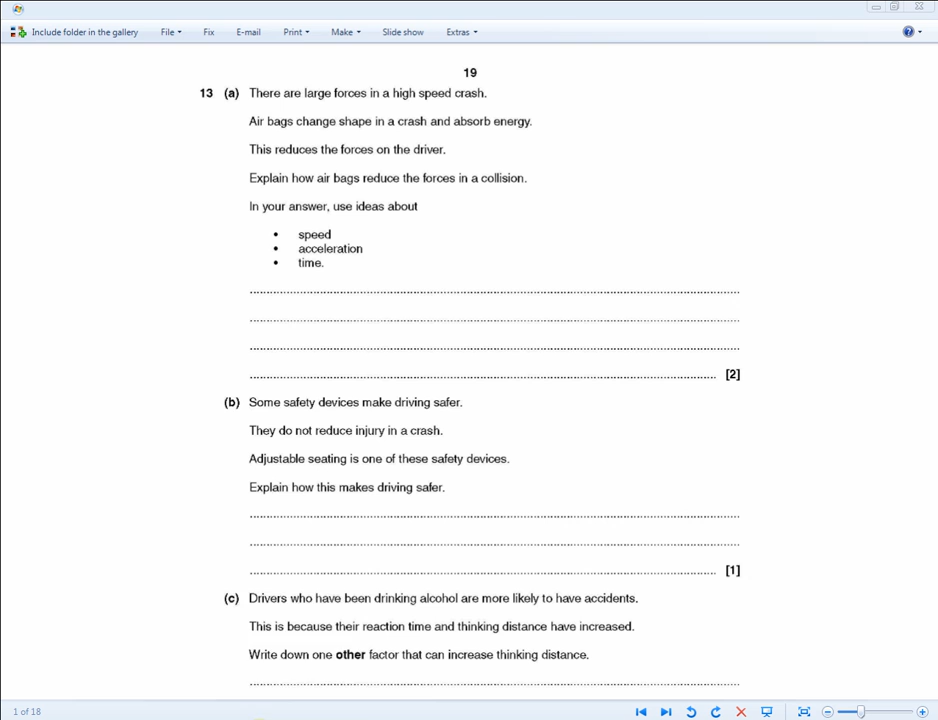 Include folder in the gallery File Fix E-mail Print Make Slide show Extras
19
13 (a) There are large forces in a high speed crash.
Air bags change shape in a crash and absorb energy.
This reduces the forces on the driver.
Explain how air bags reduce the forces in a collision.
In your answer, use ideas about
• speed
• acceleration
• time.
[2]
(b) Some safety devices make driving safer.
They do not reduce injury in a crash.
Adjustable seating is one of these safety devices.
Explain how this makes driving safer.
[1]
(c) Drivers who have been drinking alcohol are more likely to have accidents.
This is because their reaction time and thinking distance have increased.
Write down one other factor that can increase thinking distance.
1 of 18